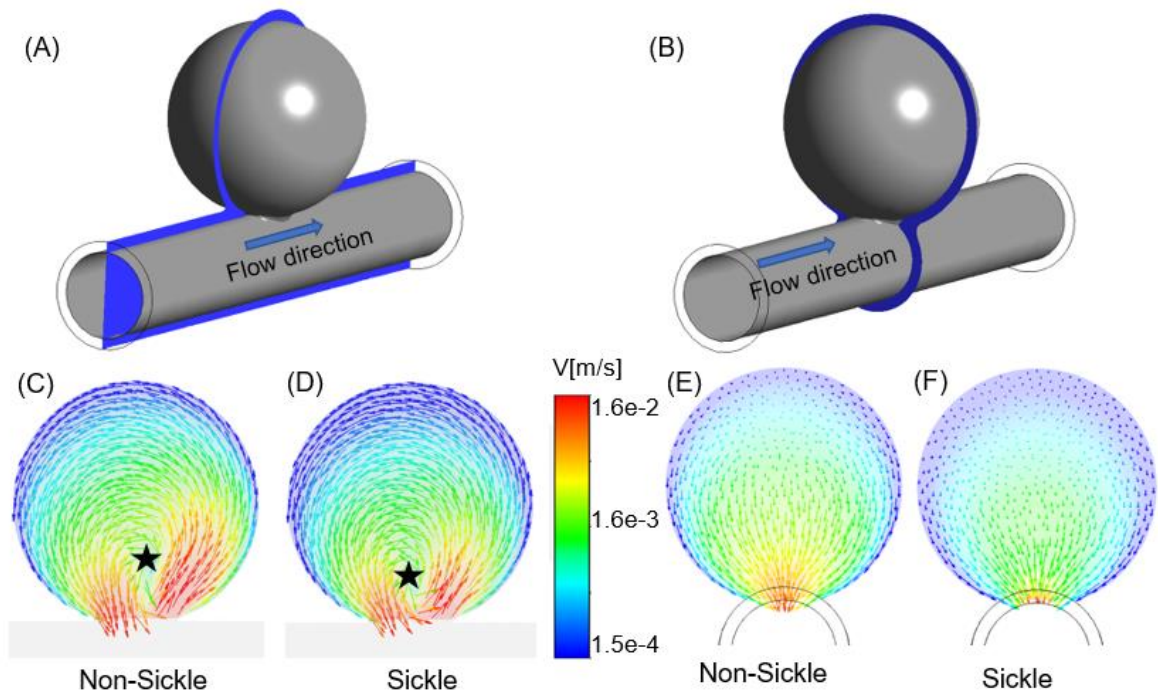 (A)
Flow direction
(B)
Flow direction
(C)
(D)
V[m/s]
1.6e-2
1.6e-3
1.5e-4
(E)
(F)
Non-Sickle
Sickle
Non-Sickle
Sickle